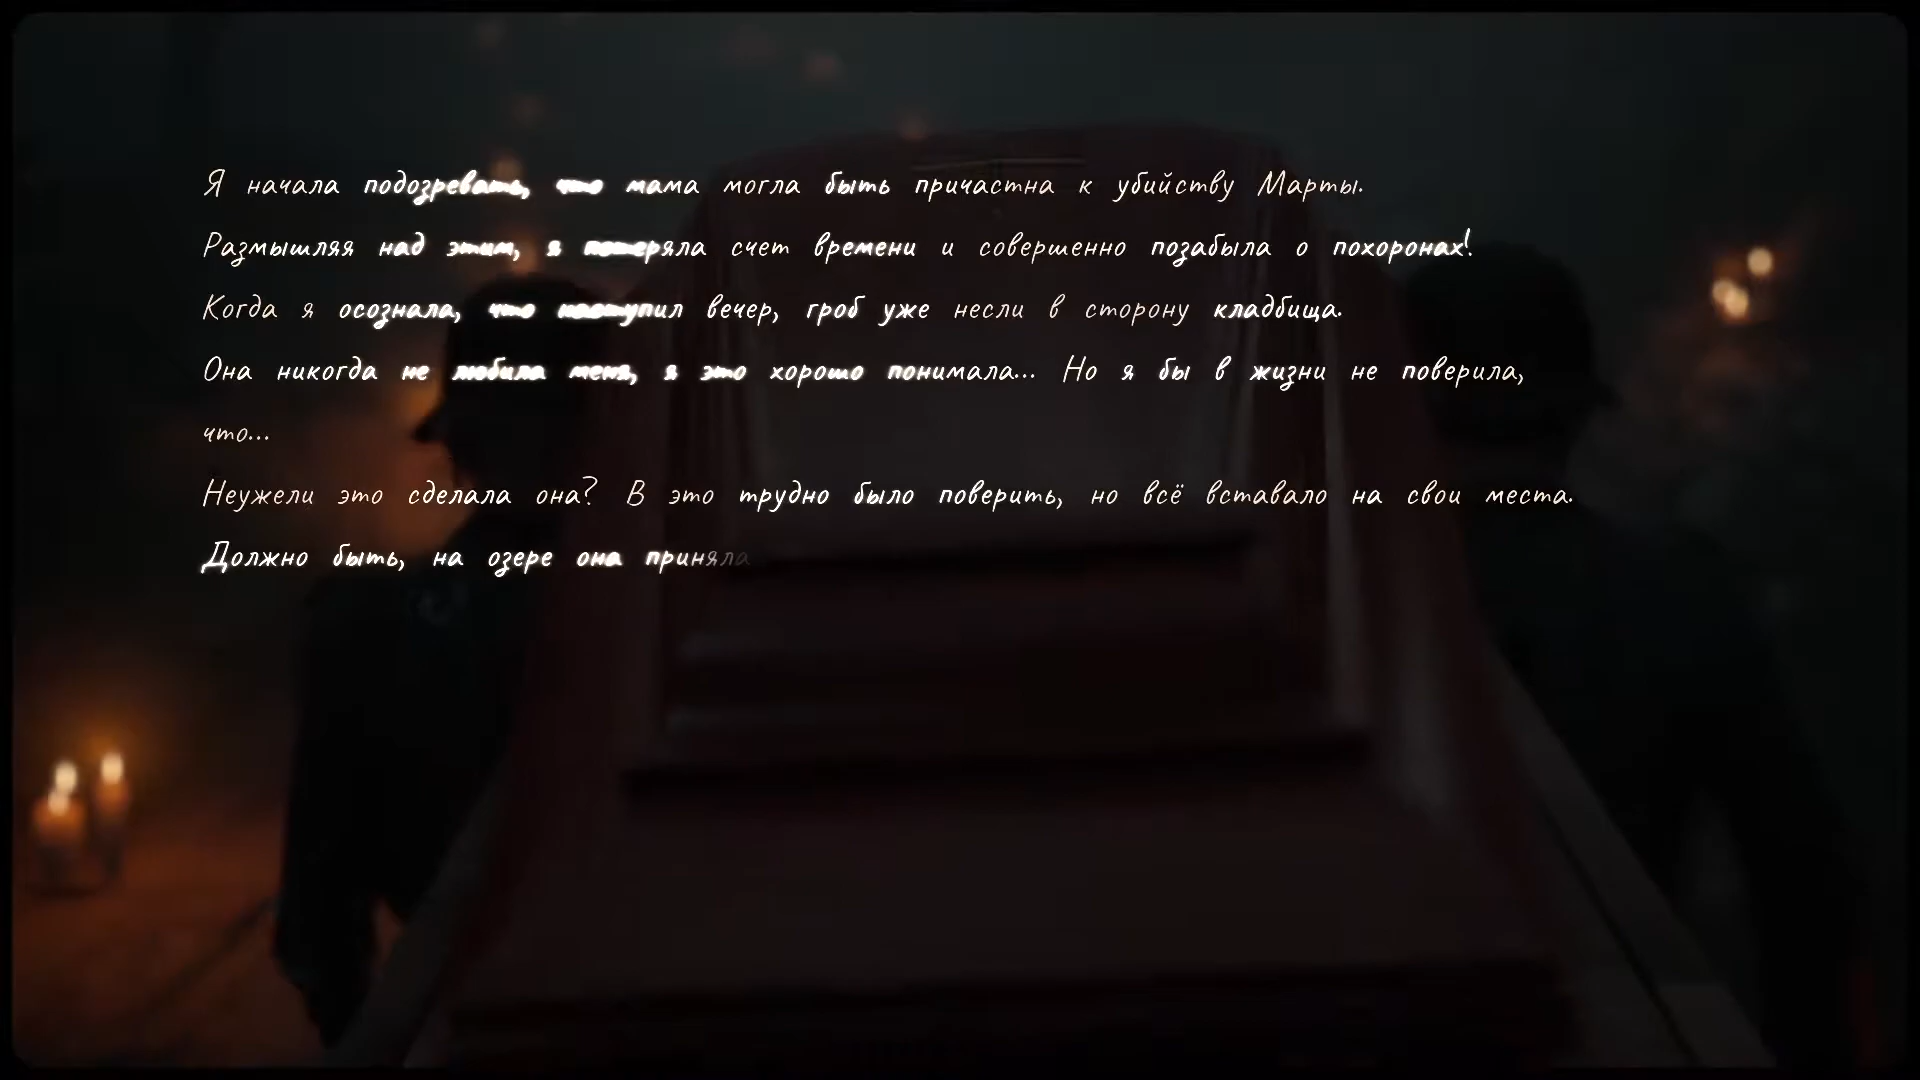 Я начала подозревать, что мама могла быть причастна к убийству Марты.
Размышляя над этим, я потеряла счет времени и совершенно позабыла о похоронах!
Когда я осознала, что наступил вечер, гроб уже несли в сторону кладбища.
Она никогда не любила меня, я это хорошо понимала... Но я бы в жизни не поверила,
что...
Неужели это сделала она? В это трудно было поверить, но всё вставало на свои места.
Должно быть, на озере она приняла